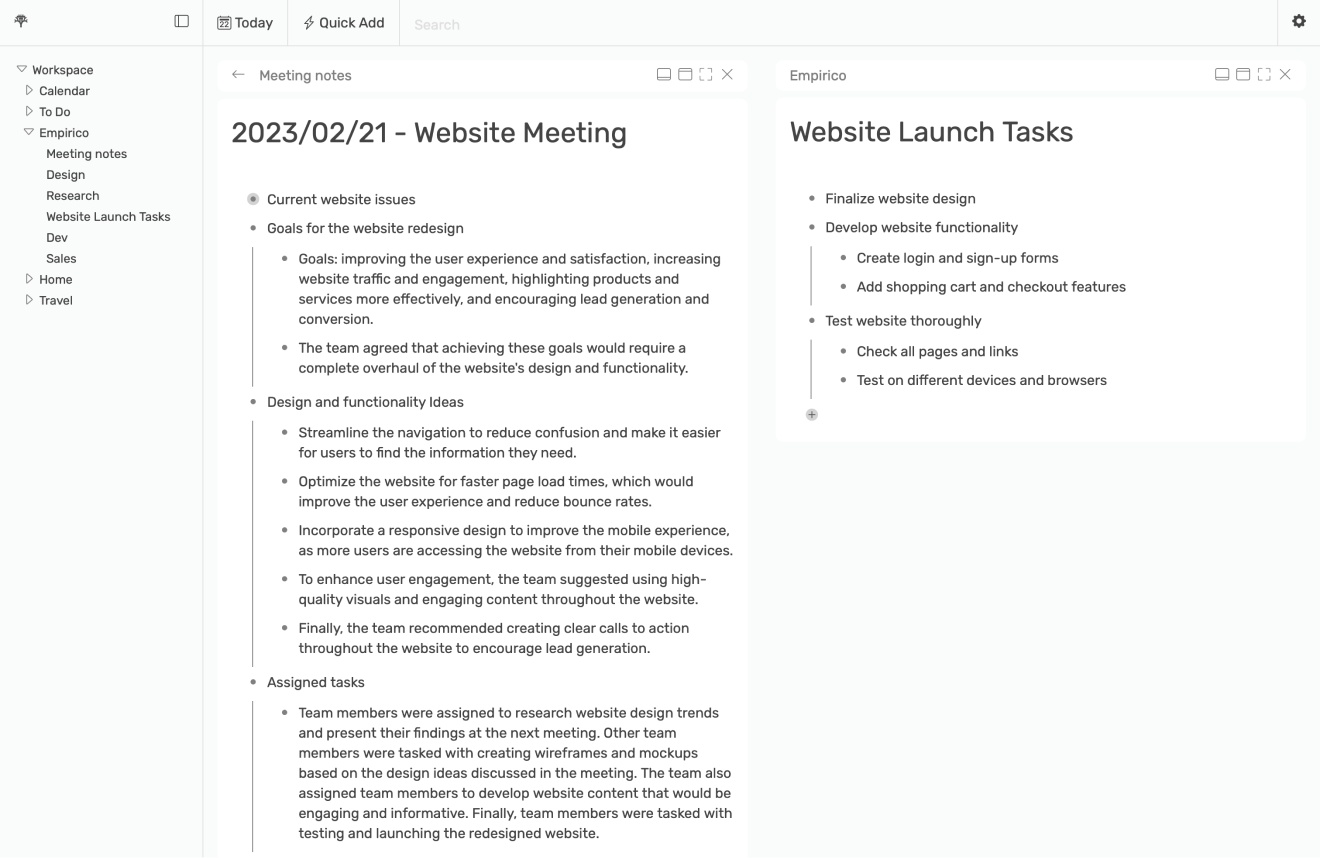 22 Today
Quick Add
Search
Workspace
Calendar
To Do
Empirico
Meeting notes
Design
Research
Website Launch Tasks
Dev
Sales
Home
Travel
Meeting notes
2023/02/21 - Website Meeting
Current website issues
Goals for the website redesign
Goals: improving the user experience and satisfaction, increasing
website traffic and engagement, highlighting products and
services more effectively, and encouraging lead generation and
conversion.
The team agreed that achieving these goals would require a
complete overhaul of the website's design and functionality.
Design and functionality Ideas
Streamline the navigation to reduce confusion and make it easier
for users to find the information they need.
Optimize the website for faster page load times, which would
improve the user experience and reduce bounce rates.
Incorporate a responsive design to improve the mobile experience,
as more users are accessing the website from their mobile devices.
To enhance user engagement, the team suggested using high-
quality visuals and engaging content throughout the website.
Finally, the team recommended creating clear calls to action
throughout the website to encourage lead generation.
Assigned tasks
Team members were assigned to research website design trends
and present their findings at the next meeting. Other team
members were tasked with creating wireframes and mockups
based on the design ideas discussed in the meeting. The team also
assigned team members to develop website content that would be
engaging and informative. Finally, team members were tasked with
testing and launching the redesigned website.
Empirico
Website Launch Tasks
Finalize website design
Develop website functionality
Create login and sign-up forms
Add shopping cart and checkout features
Test website thoroughly
Check all pages and links
Test on different devices and browsers